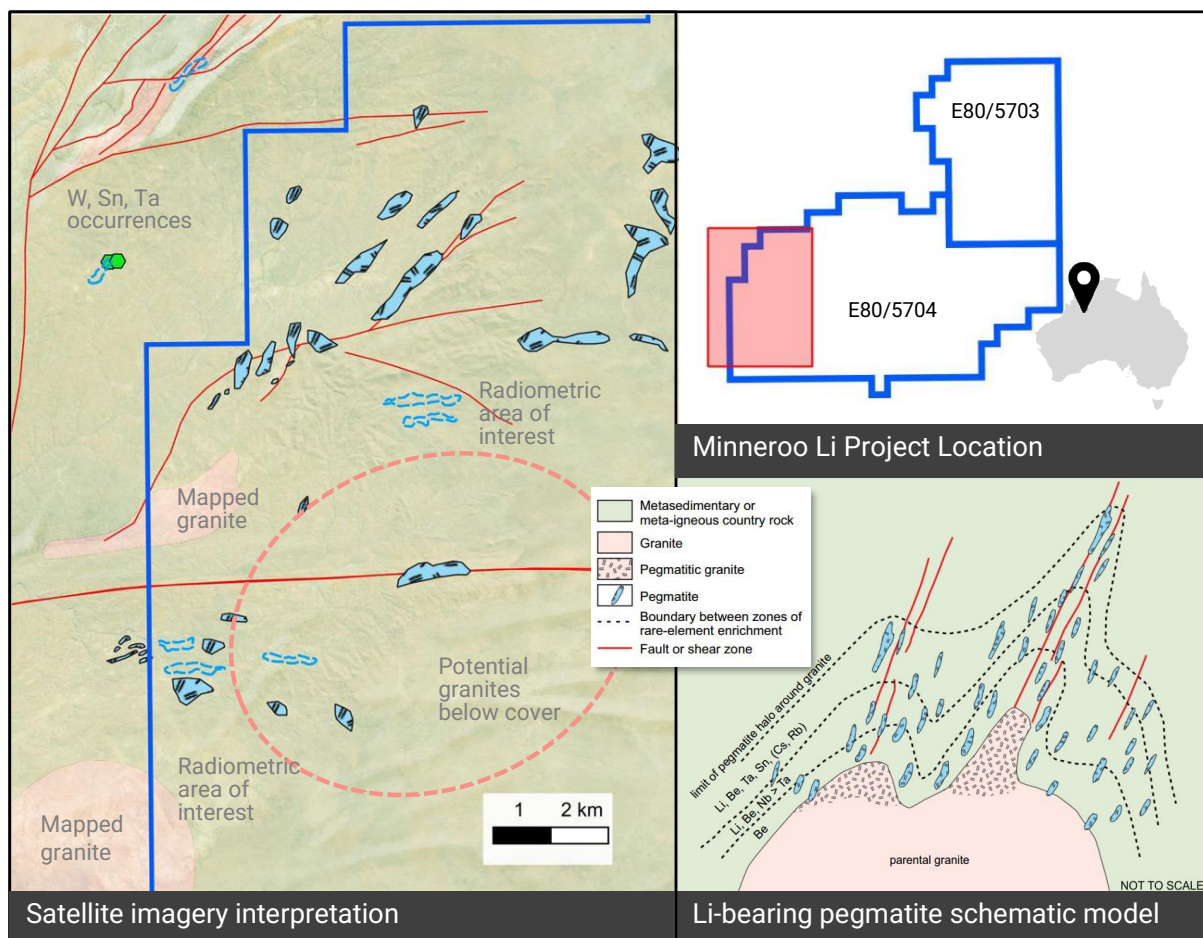 W, Sn, Ta
occurrences
Radiometric
area of
interest
Mapped
granite
Potential
granites
below cover
Radiometric
area of
interest
Mapped
granite
1 2 km
Satellite imagery interpretation
E80/5703
E80/5704
Minneroo Li Project Location
Metasedimentary or
meta-igneous country rock
Granite
Pegmatitic granite
Pegmatite
Boundary between zones of
rare-element enrichment
Fault or shear zone
limit of pegmatite halo around granite
Li, Be, Ta, Sn, (Cs, Rb)
Li, Be, Nb > Ta
Be
parental granite
NOT TO SCALE
Li-bearing pegmatite schematic model